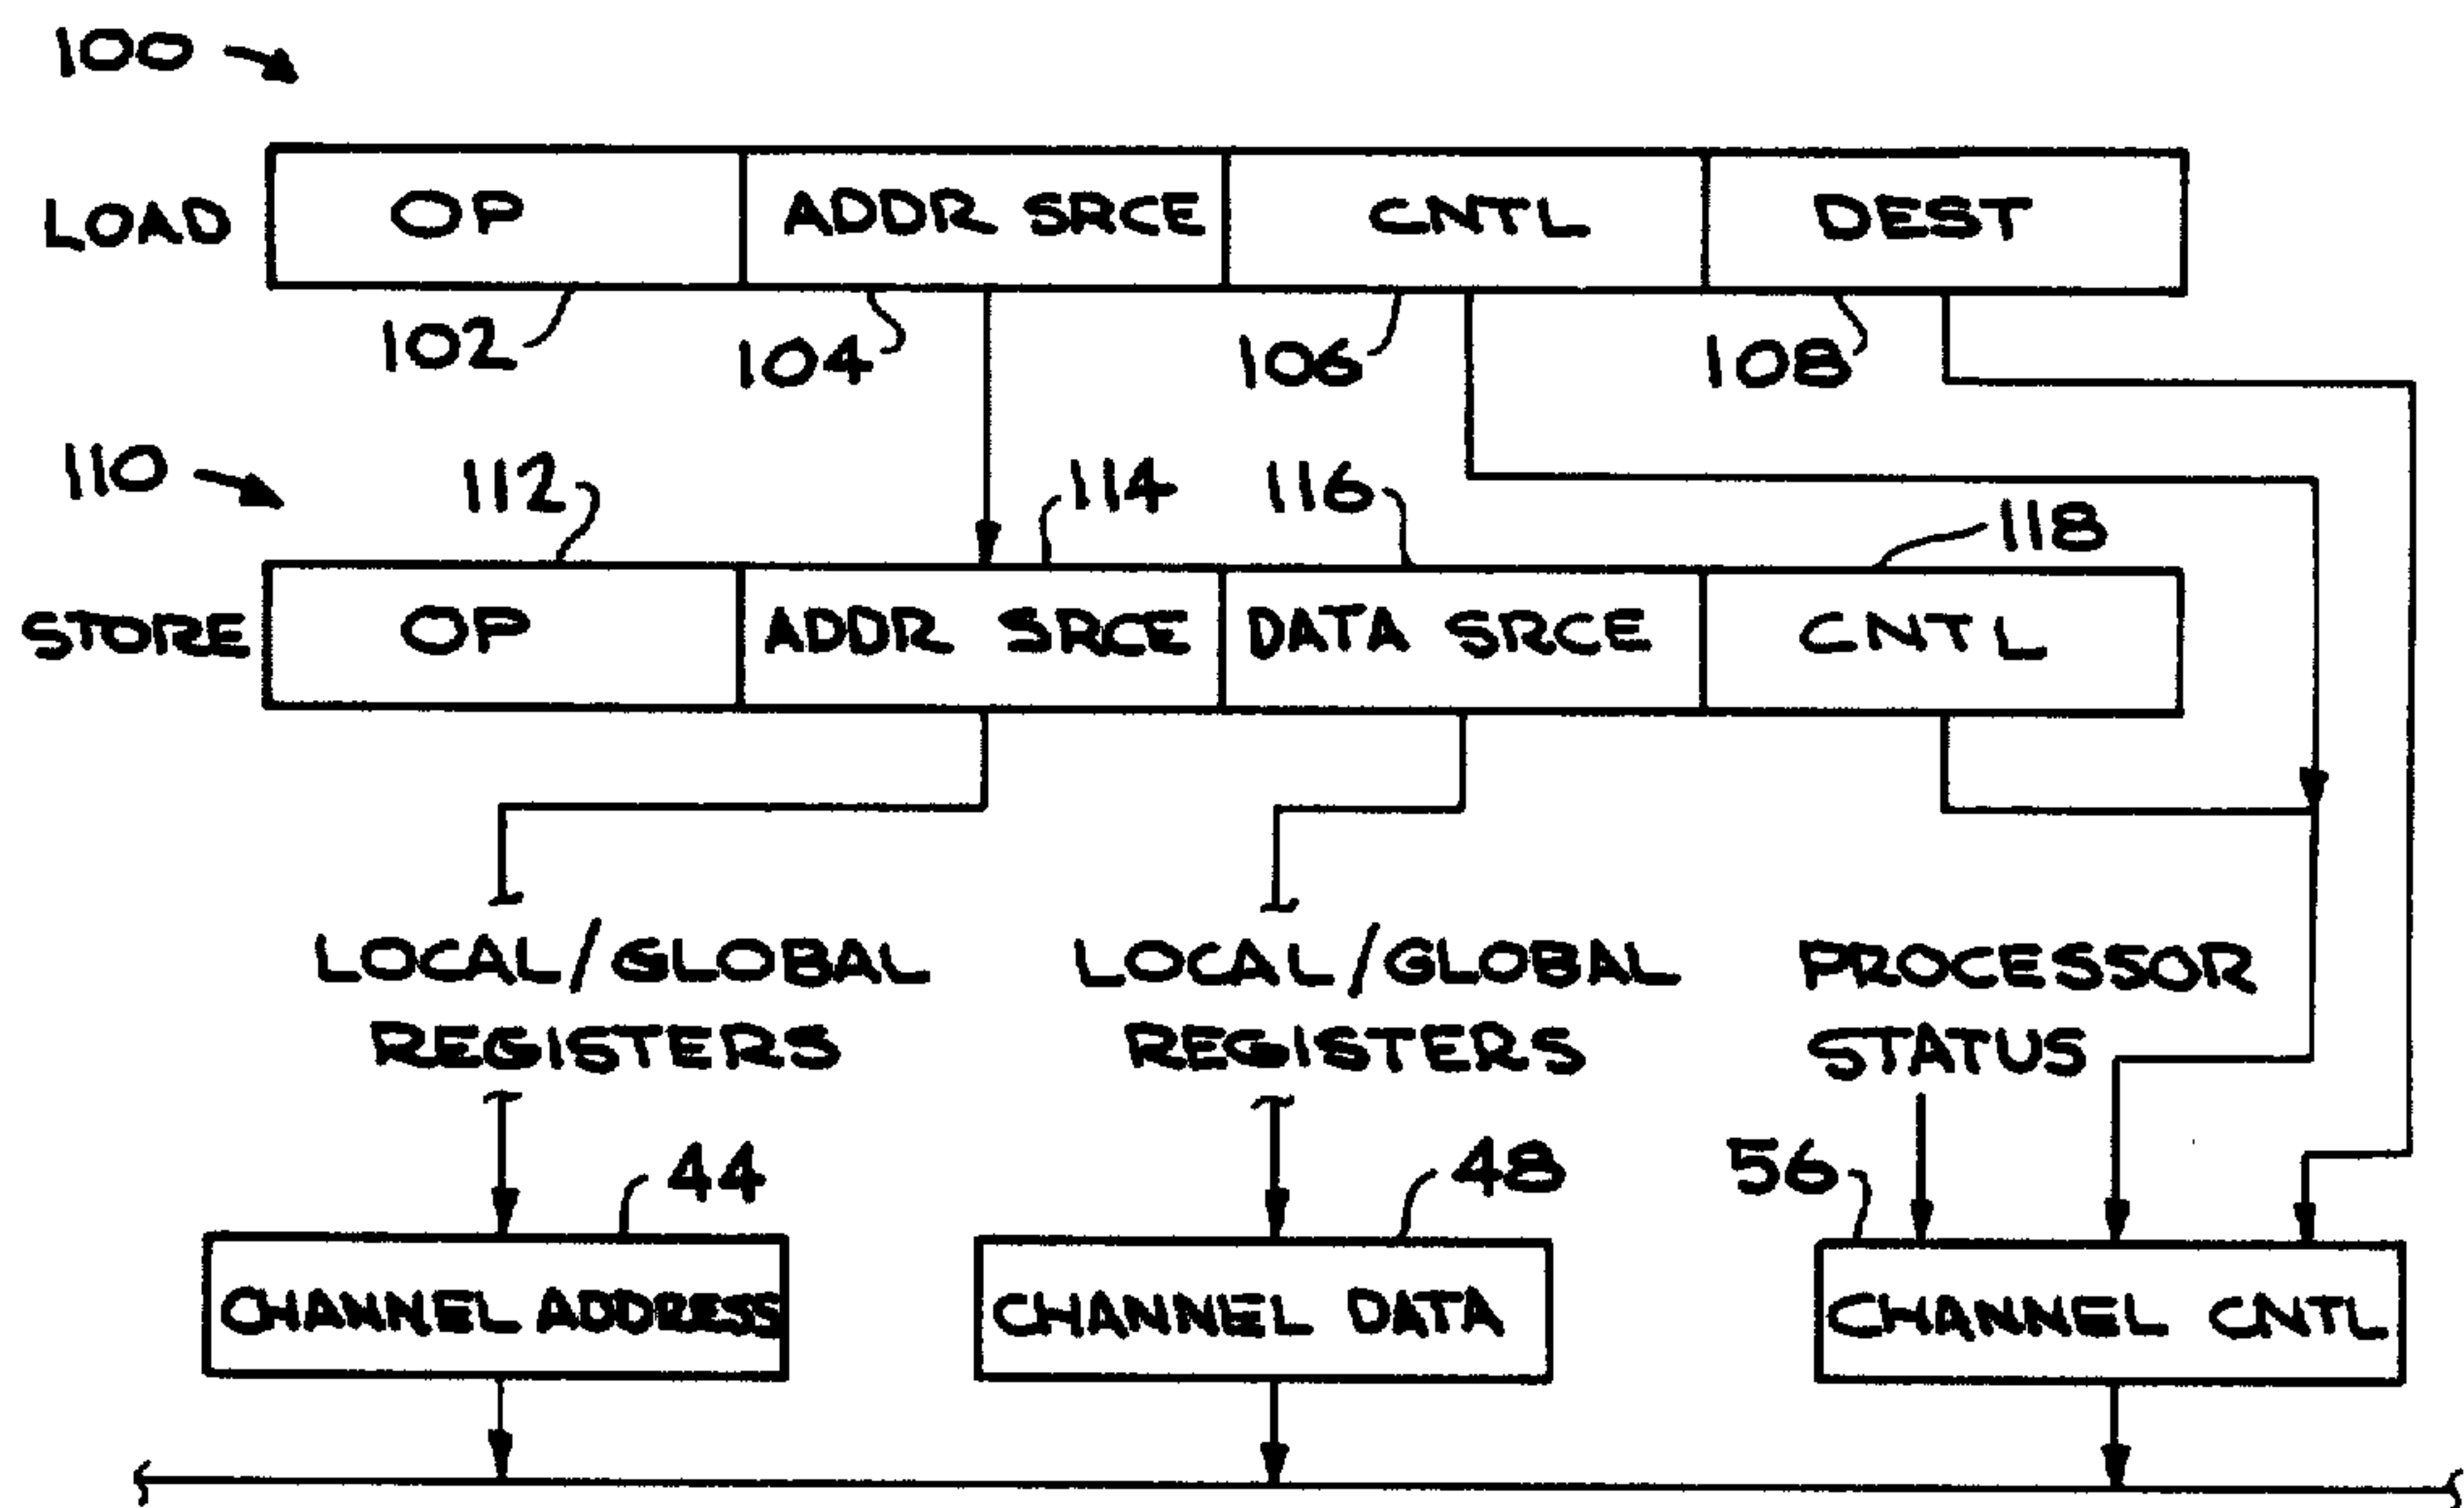 100
LOAD OP ADDR SRCE CNTL DEST
102 104 106 108
110 112 114 116 118
STORE OP ADDR SRCE DATA SRCE CNTL
LOCAL/GLOBAL REGISTERS
LOCAL/GLOBAL REGISTERS
PROCESSOR STATUS
44 48 56
CHANNEL ADDRESS CHANNEL DATA CHANNEL CNTL